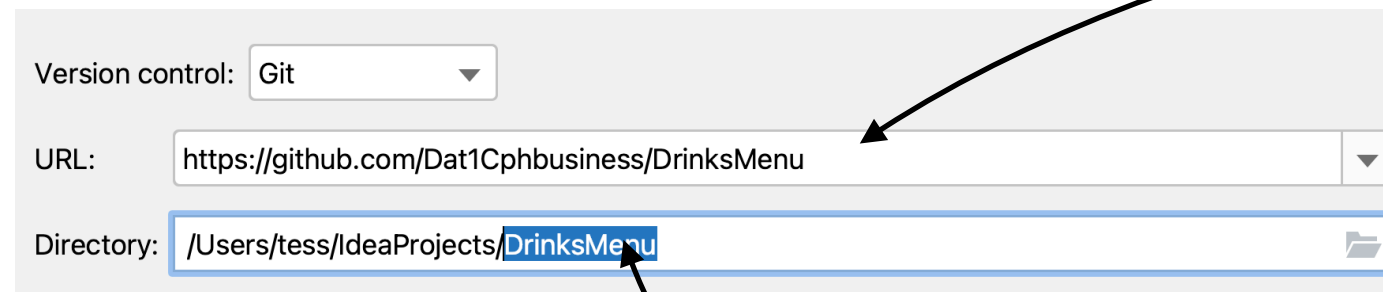 Version control: Git
URL: https://github.com/Dat1Cphbusiness/DrinksMenu
Directory: /Users/tess/IdeaProjects/DrinksMenu